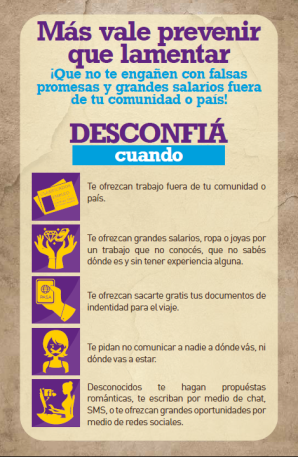 Más vale prevenir
que lamentar
¡Que no te engañen con falsas
promesas y grandes salarios fuera
de tu comunidad o país!
DESCONFIÁ
cuando
Te ofrezcan trabajo fuera de tu comunidad o
país.
Te ofrezcan grandes salarios, ropa o joyas por
un trabajo que no conocés, que no sabés
dónde es y sin tener experiencia alguna.
Te ofrezcan sacarte gratis tus documentos de
indentidad para el viaje.
Te pidan no comunicar a nadie a dónde vás, ni
dónde vas a estar.
Desconocidos te hagan propuéstas
románticas, te escriban por medio de chat,
SMS, o te ofrezcan grandes oportunidades por
medio de redes sociales.